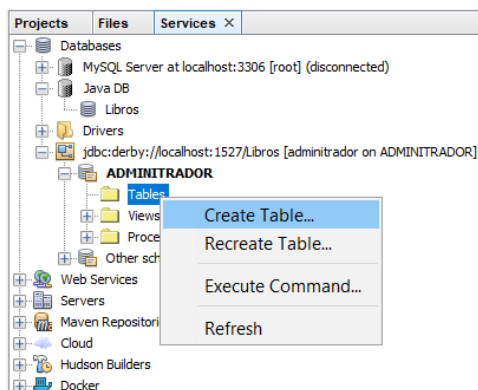 Projects Files Services ×
Databases
MySQL Server at localhost:3306 [root] (disconnected)
Java DB
Libros
Drivers
jdbc:derby://localhost:1527/Libros [adminitrador on ADMINITRADOR]
ADMINITRADOR
Tables
Views
Proce
Other sch
Create Table...
Recreate Table...
Execute Command...
Refresh
Web Services
Servers
Maven Repositori
Cloud
Hudson Builders
Docker